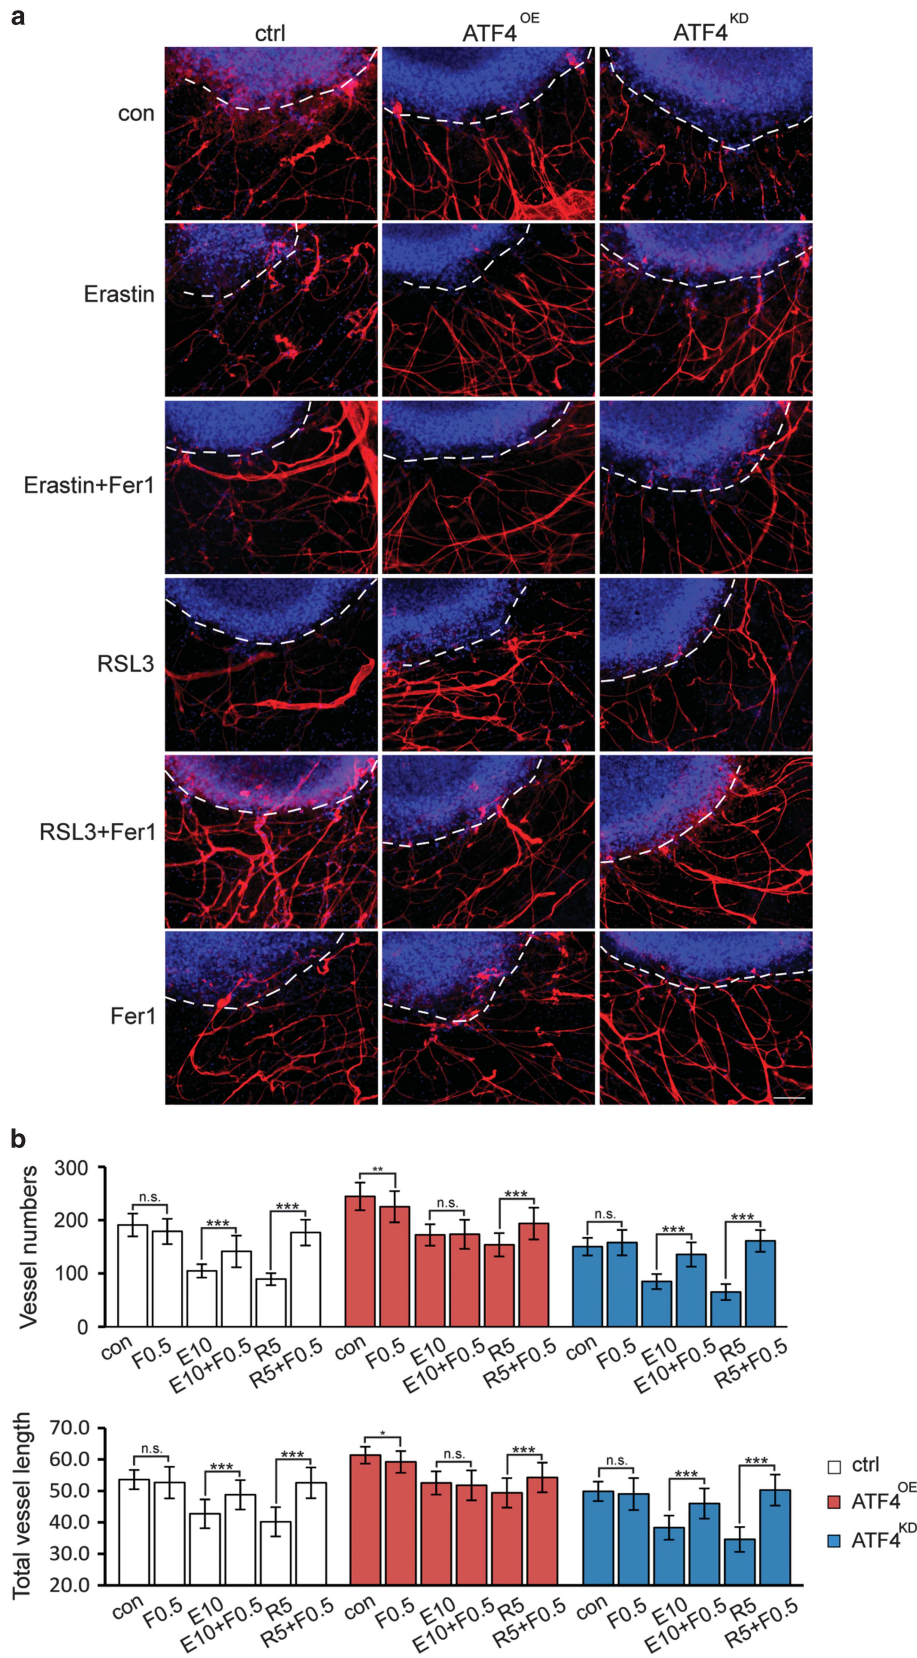 a
ctrl ATF4OE ATF4KD
con
Erastin
Erastin+Fer1
RSL3
RSL3+Fer1
Fer1
b
Vessel numbers
300
200
100
0
n.s. *** *** ** n.s. *** n.s. *** ***
con F0.5 E10 E10+F0.5 R5 R5+F0.5 con F0.5 E10 E10+F0.5 R5 R5+F0.5 con F0.5 E10 E10+F0.5 R5 R5+F0.5
Total vessel length
70.0
60.0
50.0
40.0
30.0
20.0
n.s. *** *** * n.s. *** n.s. *** ***
con F0.5 E10 E10+F0.5 R5 R5+F0.5 con F0.5 E10 E10+F0.5 R5 R5+F0.5 con F0.5 E10 E10+F0.5 R5 R5+F0.5
ctrl
ATF4OE
ATF4KD